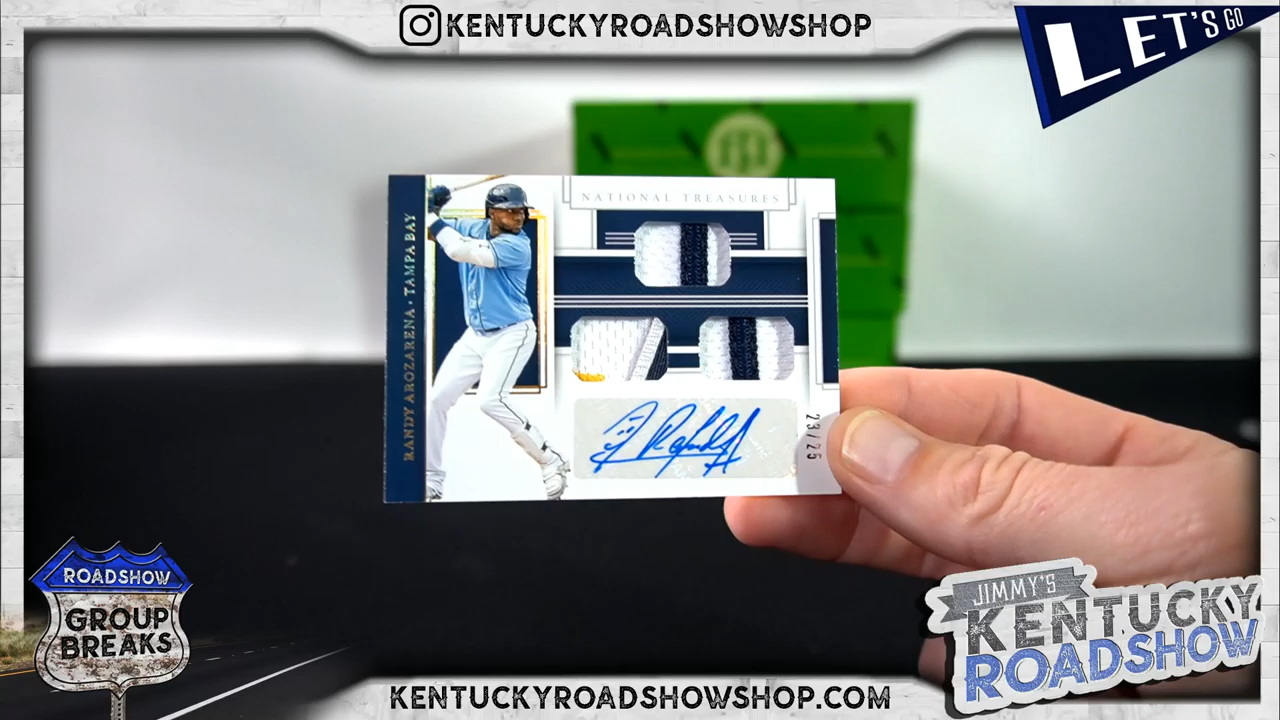 KENTUCKYROADSHOWSHOP
LET'S GO
NATIONAL TREASURES
RANDY AROZARENA • TAMPA BAY
23/25
ROADSHOW
GROUP
BREAKS
JIMMY'S
KENTUCKY
ROADSHOW
KENTUCKYROADSHOWSHOP.COM